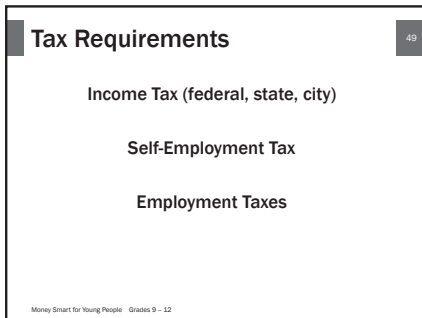 Tax Requirements
49
Income Tax (federal, state, city)
Self-Employment Tax
Employment Taxes
Money Smart for Young People Grades 9 – 12